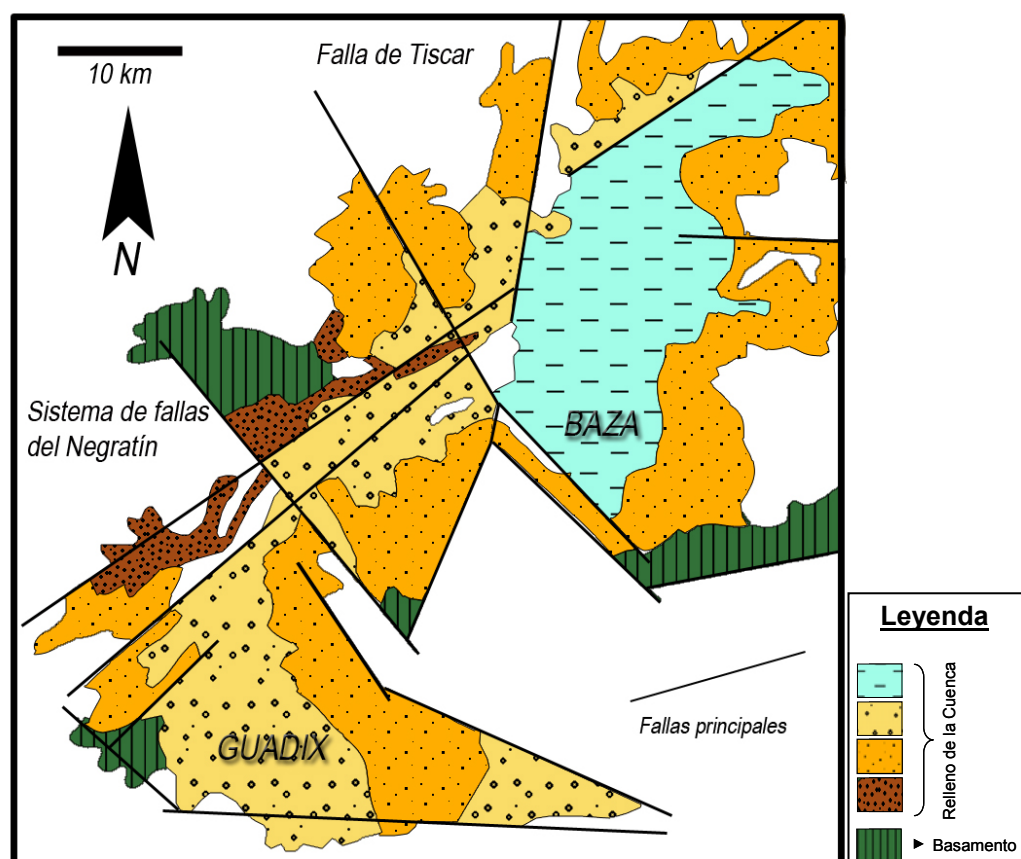 10 km
Falla de Tiscar
N
Sistema de fallas
del Negratín
BAZA
GUADIX
Fallas principales
Leyenda
Relleno de la Cuenca
Basamento